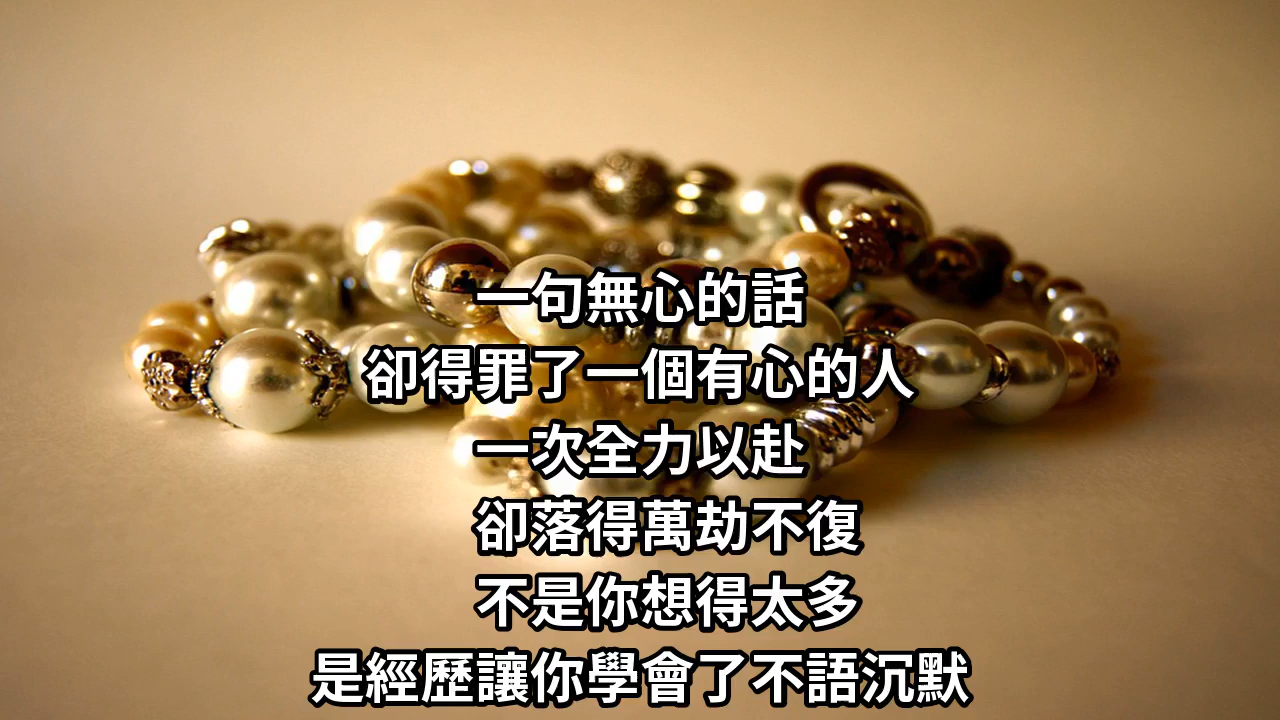 一句無心的話
卻得罪了一個有心的人
一次全力以赴
卻落得萬劫不復
不是你想得太多
是經歷讓你學會了不語沉默